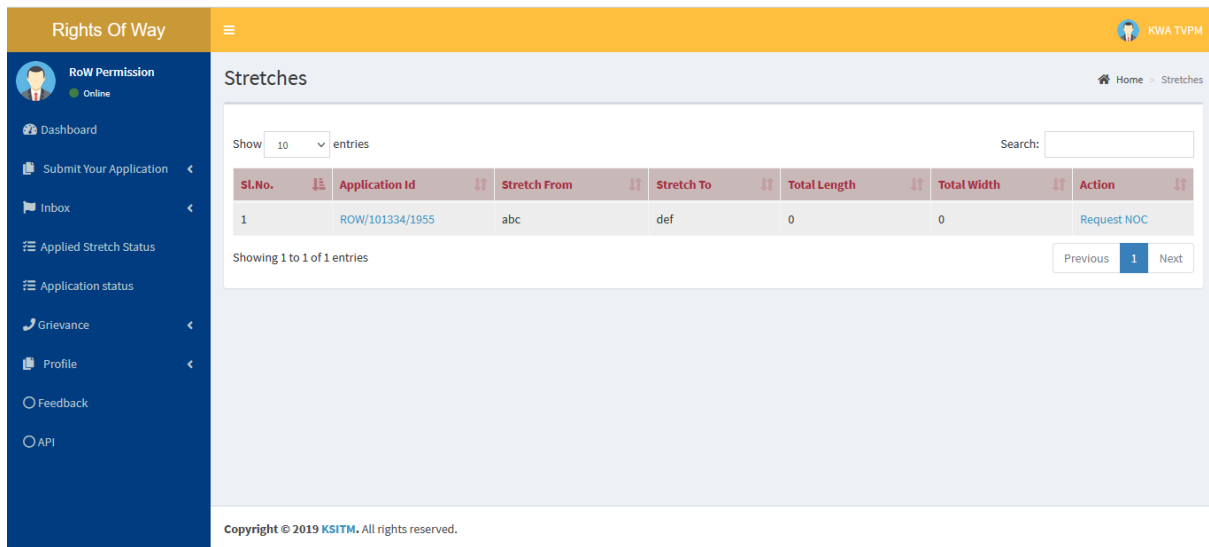 Rights Of Way
KWA TVPM
RoW Permission
Online
Dashboard
Submit Your Application
Inbox
Applied Stretch Status
Application status
Grievance
Profile
Feedback
API
Stretches
Home > Stretches
Show 10 entries
Search:
Sl.No. Application Id Stretch From Stretch To Total Length Total Width Action
1 ROW/101334/1955 abc def 0 0 Request NOC
Showing 1 to 1 of 1 entries
Previous 1 Next
Copyright © 2019 KSITM. All rights reserved.